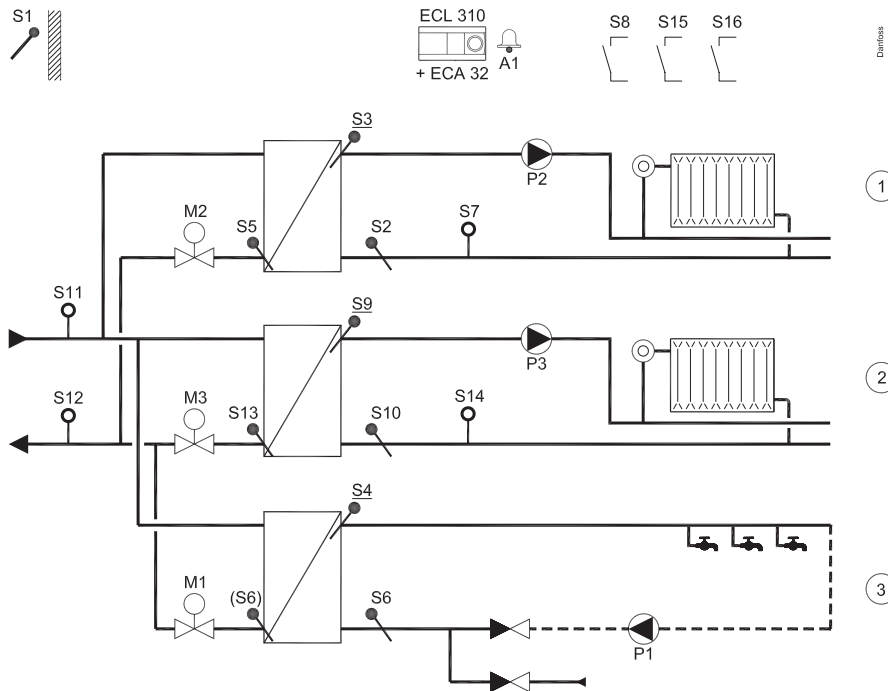 S1
ECL 310
+ ECA 32
A1
S8 S15 S16
Danfoss
S3
P2
1
M2 S5 S2 S7
S11
S9
P3
2
S12 M3 S13 S10 S14
S4
3
M1 (S6) S6
P1